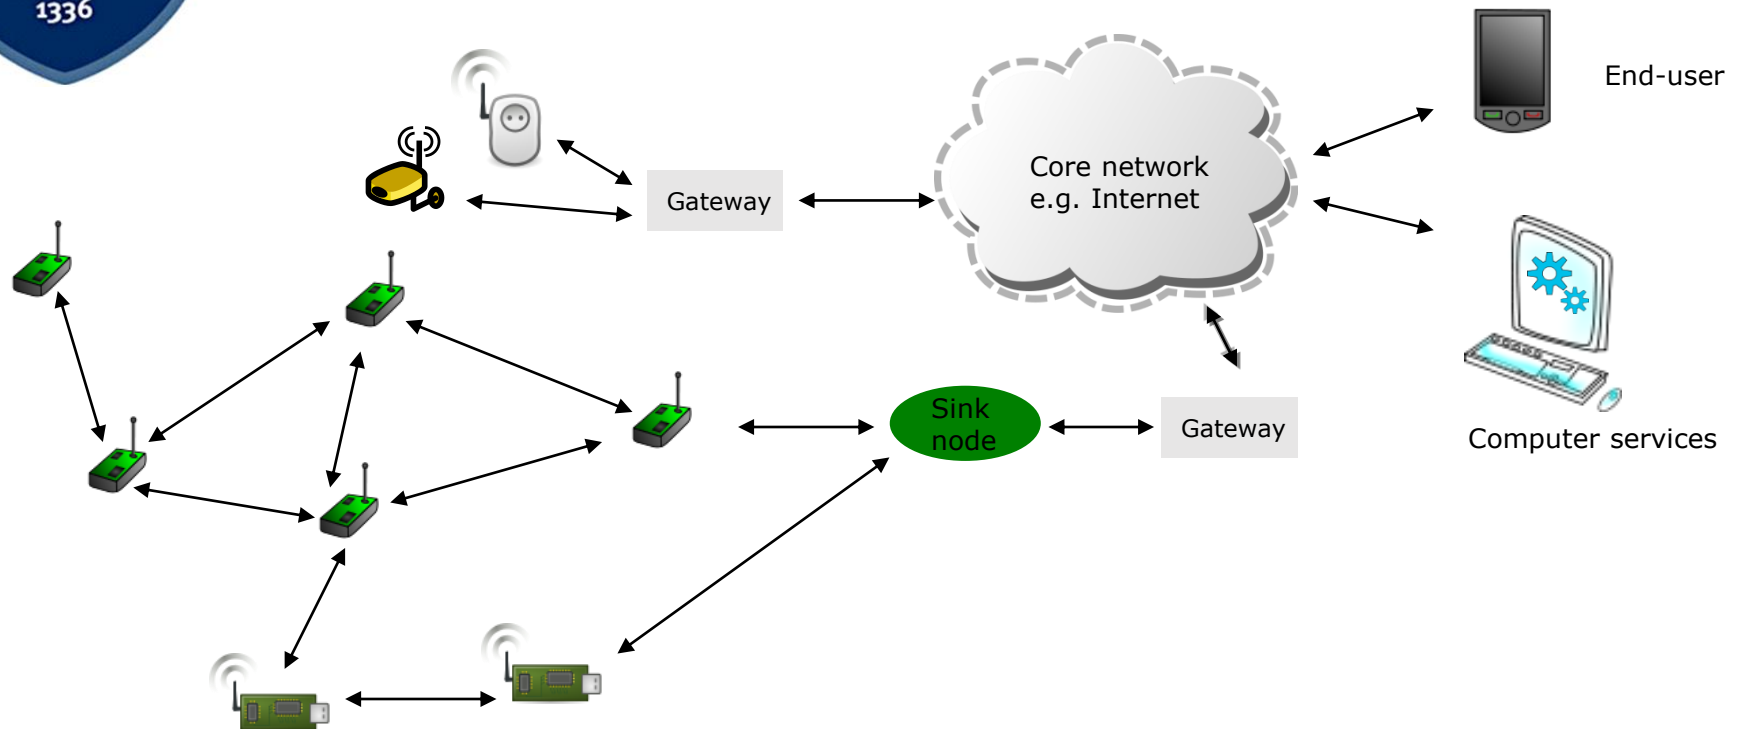 1336
End-user
Core network
e.g. Internet
Gateway
Sink
node
Gateway
Computer services